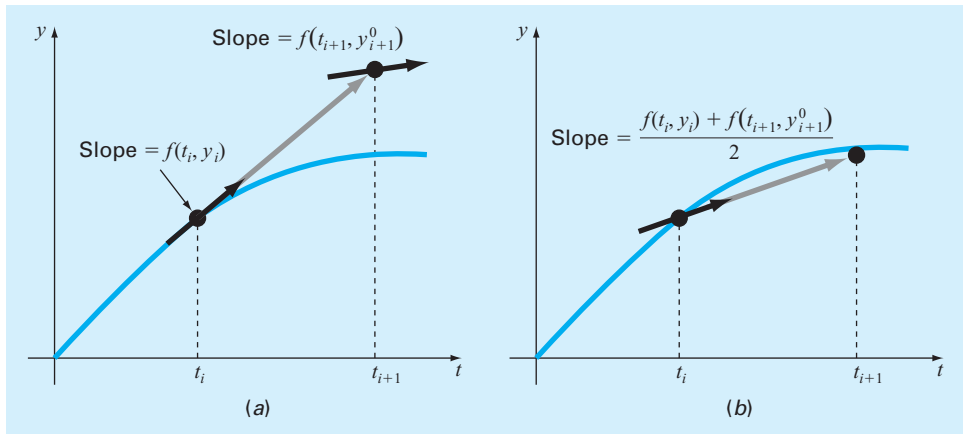 y
Slope = f(t_{i+1}, y^0_{i+1})
Slope = f(t_i, y_i)
t_i
t_{i+1}
t
(a)
y
Slope = \frac{f(t_i, y_i) + f(t_{i+1}, y^0_{i+1})}{2}
t_i
t_{i+1}
t
(b)